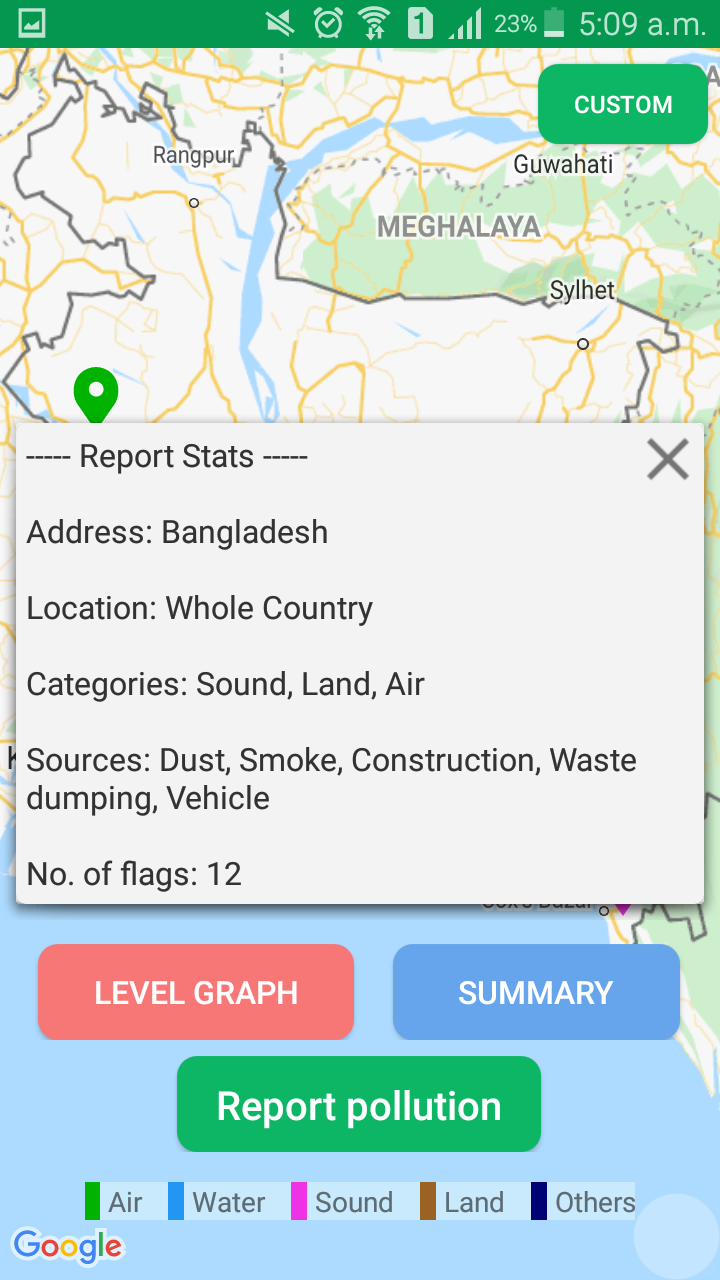 23% 5:09 a.m.
CUSTOM
Rangpur
Guwahati
MEGHALAYA
Sylhet
----- Report Stats -----
Address: Bangladesh
Location: Whole Country
Categories: Sound, Land, Air
Sources: Dust, Smoke, Construction, Waste
dumping, Vehicle
No. of flags: 12
LEVEL GRAPH
SUMMARY
Report pollution
Air Water Sound Land Others
Google